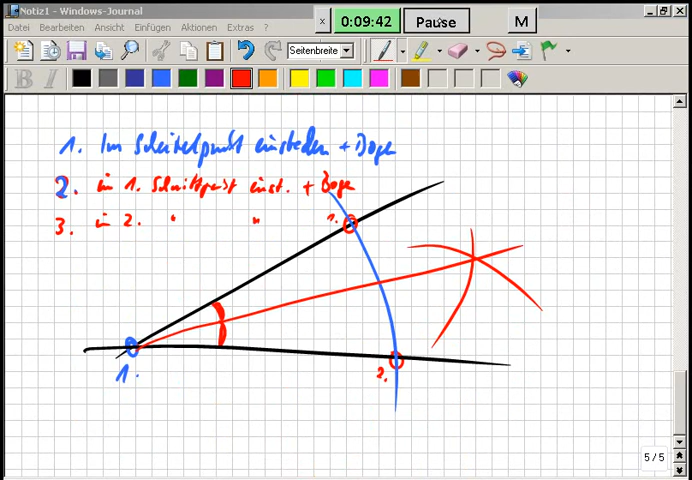 Notiz1 - Windows-Journal
x
0:09:42
Pause
M
Datei Bearbeiten Ansicht Einfügen Aktionen Extras ?
Seitenbreite
B I
1. Im Scheitelpunkt einstechen + Bogen
2. in 1. Schnittpunkt einst. + Bogen
3. in 2. " "
1.
1.
2.
5 / 5